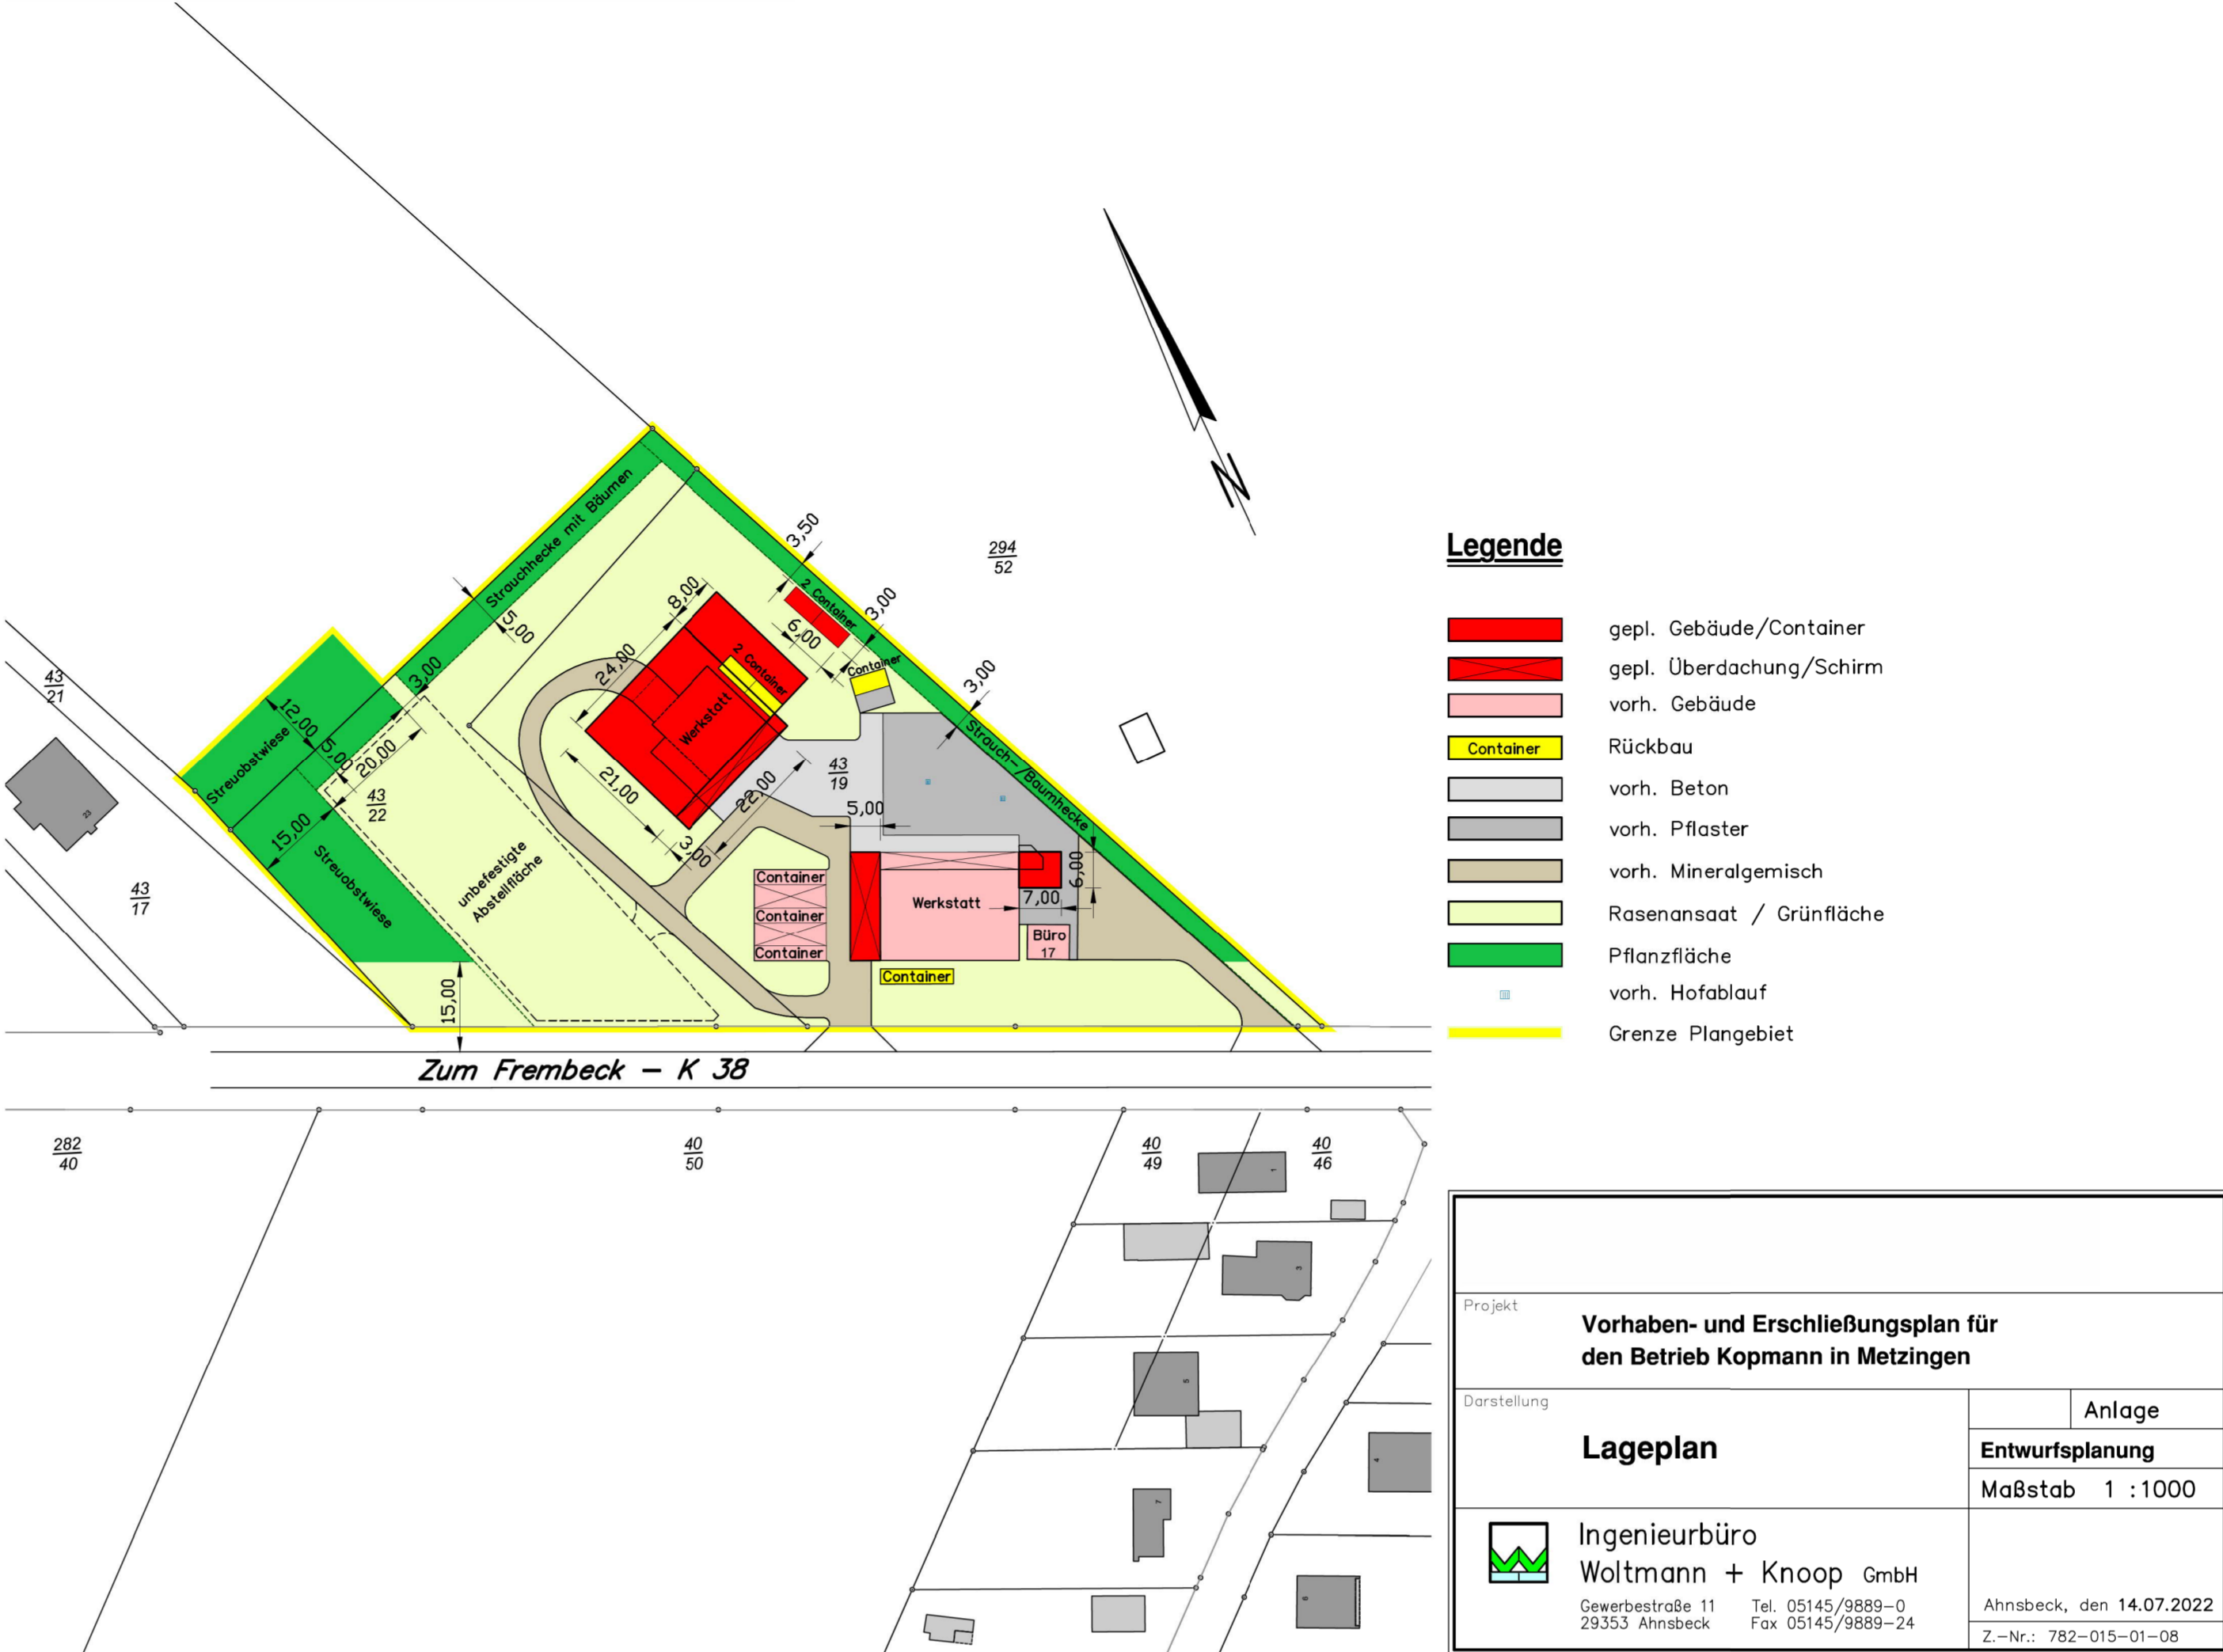 3,50
294
52
Strauchhecke mit Bäumen
5,00
8,00
2 Container
3,00
6,00
24,00
2 Container
Container
3,00
43
21
3,00
12,00
Streuobstwiese
5,00
20,00
Werkstatt
Strauch-/Baumhecke
23
43
22
21,00
22,00
43
19
5,00
15,00
Streuobstwiese
unbefestigte
Abstellfläche
3,00
6,00
43
17
Container
Container
Container
Werkstatt
7,00
Büro
17
Container
15,00
N
Zum Frembeck – K 38
282
40
40
50
40
49
40
46
1
3
5
7
4
6
Legende
gepl. Gebäude/Container
gepl. Überdachung/Schirm
vorh. Gebäude
Container Rückbau
vorh. Beton
vorh. Pflaster
vorh. Mineralgemisch
Rasenansaat / Grünfläche
Pflanzfläche
vorh. Hofablauf
Grenze Plangebiet
Projekt
Vorhaben- und Erschließungsplan für
den Betrieb Kopmann in Metzingen
Darstellung
Lageplan
Anlage
Entwurfsplanung
Maßstab 1 :1000
Ingenieurbüro
Woltmann + Knoop GmbH
Gewerbestraße 11 Tel. 05145/9889-0
29353 Ahnsbeck Fax 05145/9889-24
Ahnsbeck, den 14.07.2022
Z.-Nr.: 782-015-01-08